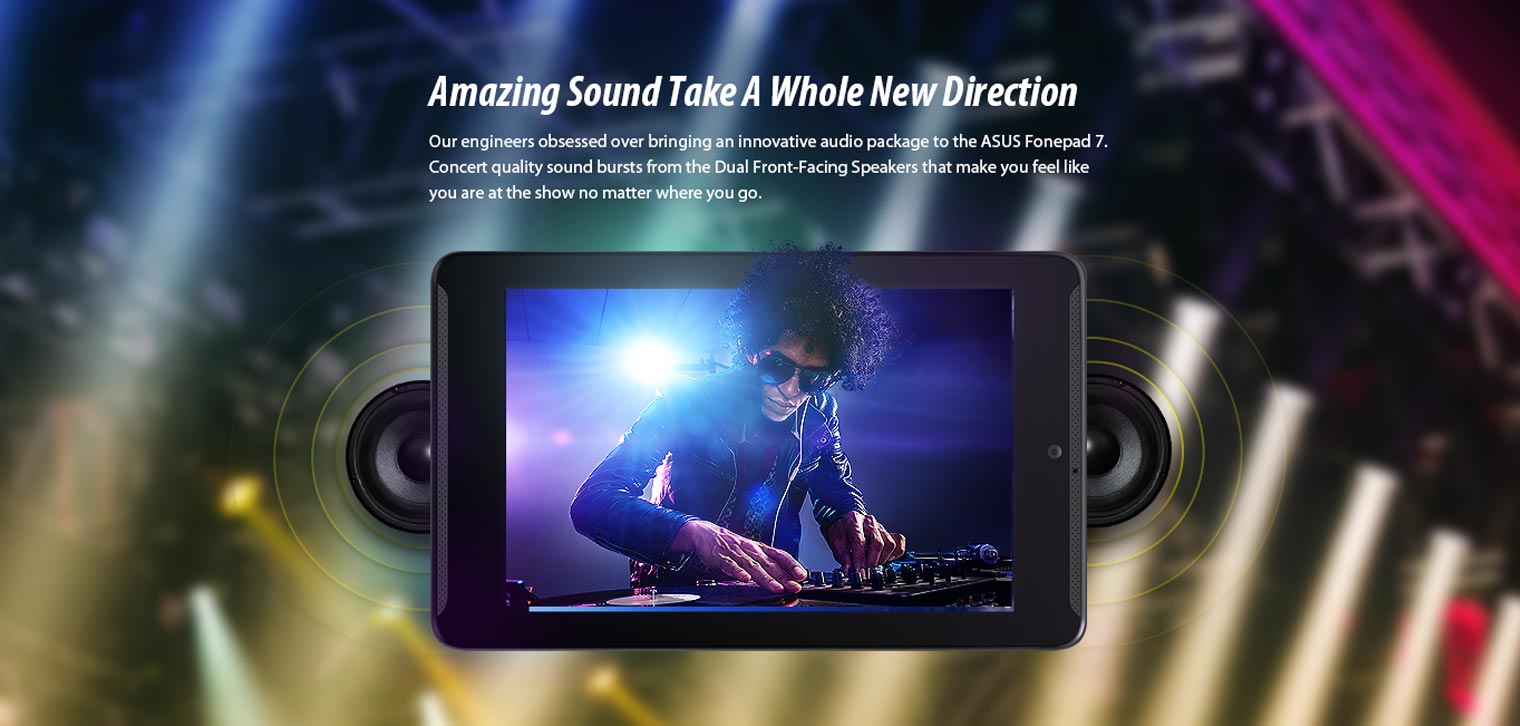 Amazing Sound Take A Whole New Direction
Our engineers obsessed over bringing an innovative audio package to the ASUS Fonepad 7.
Concert quality sound bursts from the Dual Front-Facing Speakers that make you feel like
you are at the show no matter where you go.